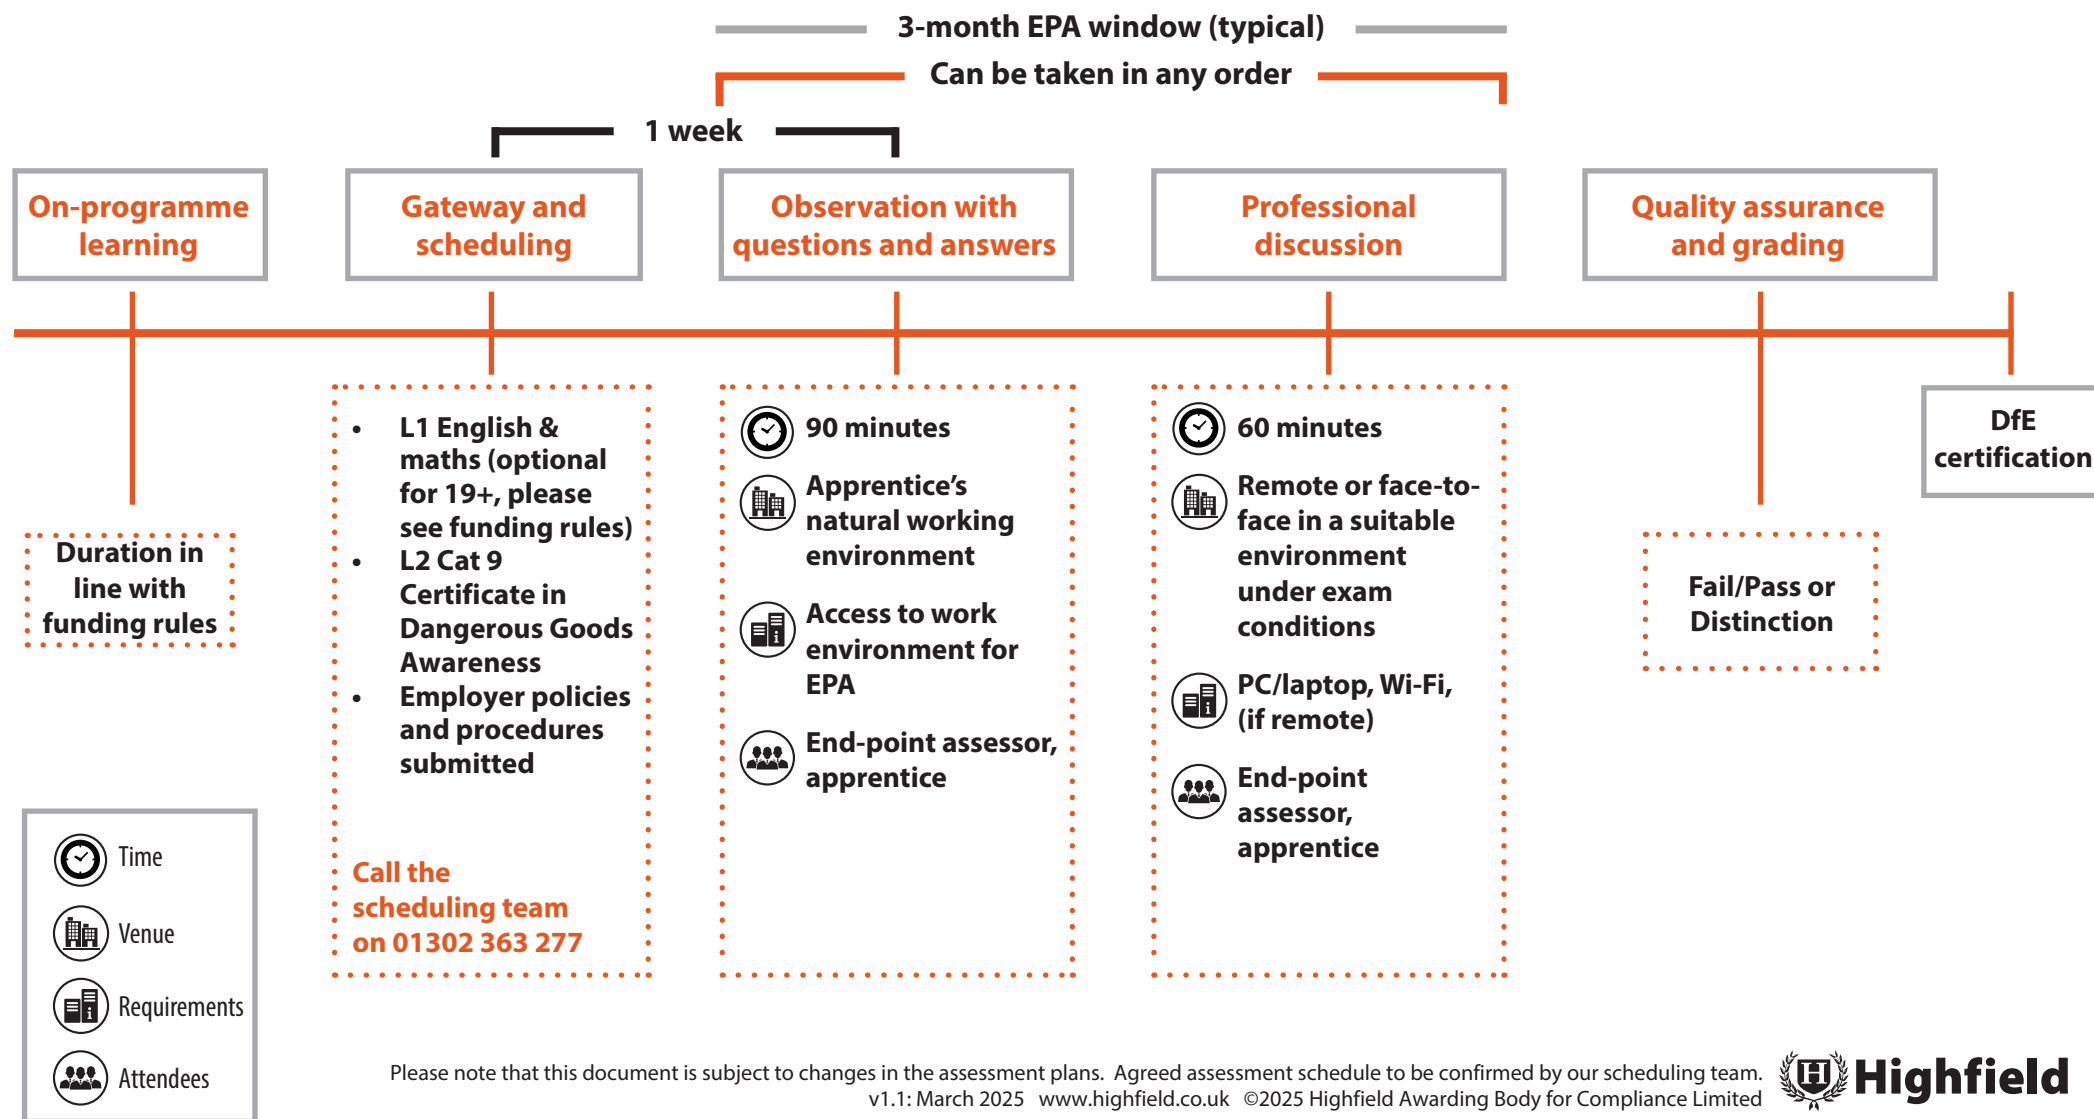 3-month EPA window (typical)
Can be taken in any order
1 week
On-programme
learning
Gateway and
scheduling
Observation with
questions and answers
Professional
discussion
Quality assurance
and grading
Duration in
line with
funding rules
• L1 English &
maths (optional
for 19+, please
see funding rules)
• L2 Cat 9
Certificate in
Dangerous Goods
Awareness
• Employer policies
and procedures
submitted
Call the
scheduling team
on 01302 363 277
90 minutes
Apprentice’s
natural working
environment
Access to work
environment for
EPA
End-point assessor,
apprentice
60 minutes
Remote or face-to-
face in a suitable
environment
under exam
conditions
PC/laptop, Wi-Fi,
(if remote)
End-point
assessor,
apprentice
Fail/Pass or
Distinction
DfE
certification
Time
Venue
Requirements
Attendees
Please note that this document is subject to changes in the assessment plans. Agreed assessment schedule to be confirmed by our scheduling team.
v1.1: March 2025 www.highfield.co.uk ©2025 Highfield Awarding Body for Compliance Limited
H Highfield